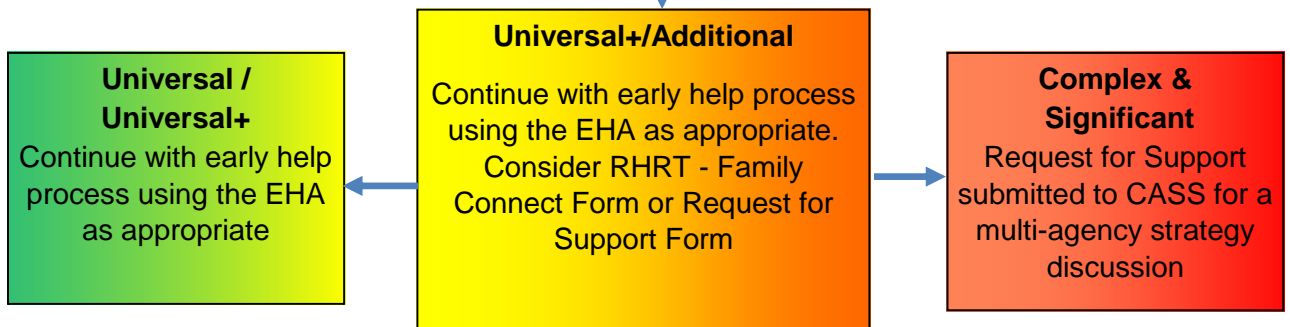 Universal /
Universal+
Continue with early help
process using the EHA
as appropriate
Universal+/Additional
Continue with early help process
using the EHA as appropriate.
Consider RHRT - Family
Connect Form or Request for
Support Form
Complex &
Significant
Request for Support
submitted to CASS for a
multi-agency strategy
discussion